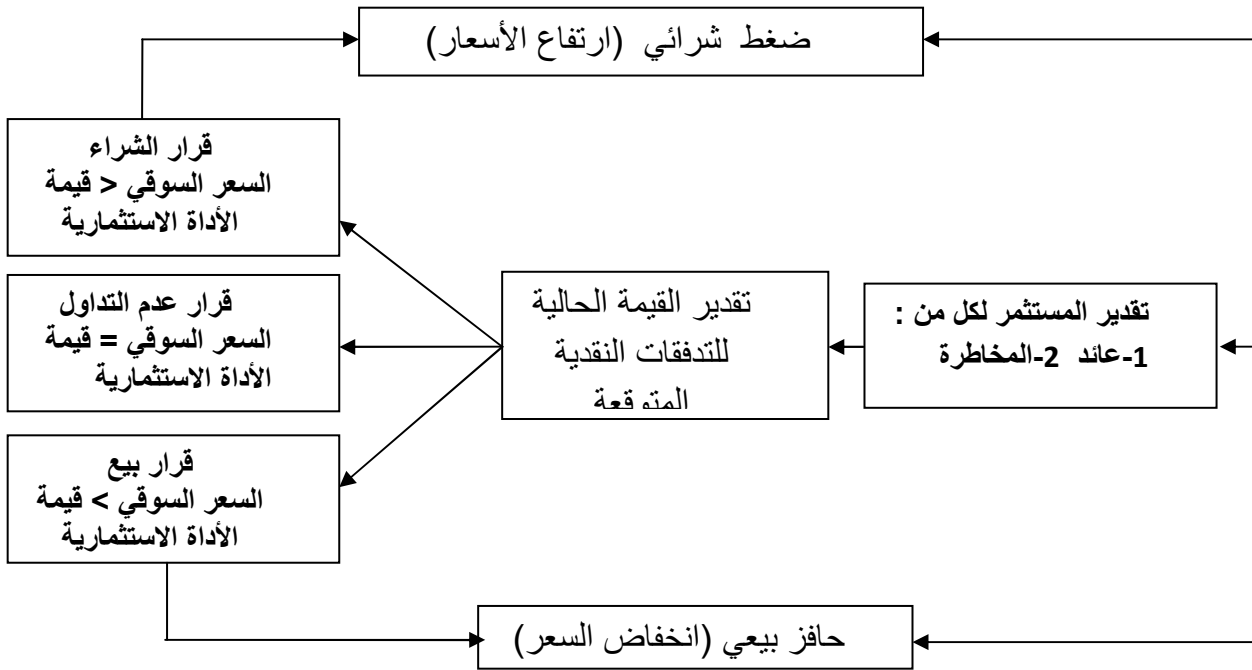 ضغط شرائي (ارتفاع الأسعار)
قرار الشراء
السعر السوقي < قيمة
الأداة الاستثمارية
قرار عدم التداول
السعر السوقي = قيمة
الأداة الاستثمارية
قرار بيع
السعر السوقي > قيمة
الأداة الاستثمارية
تقدير القيمة الحالية
للتدفقات النقدية
المتوقعة
تقدير المستثمر لكل من :
1-عائد 2-المخاطرة
حافز بيعي (انخفاض السعر)